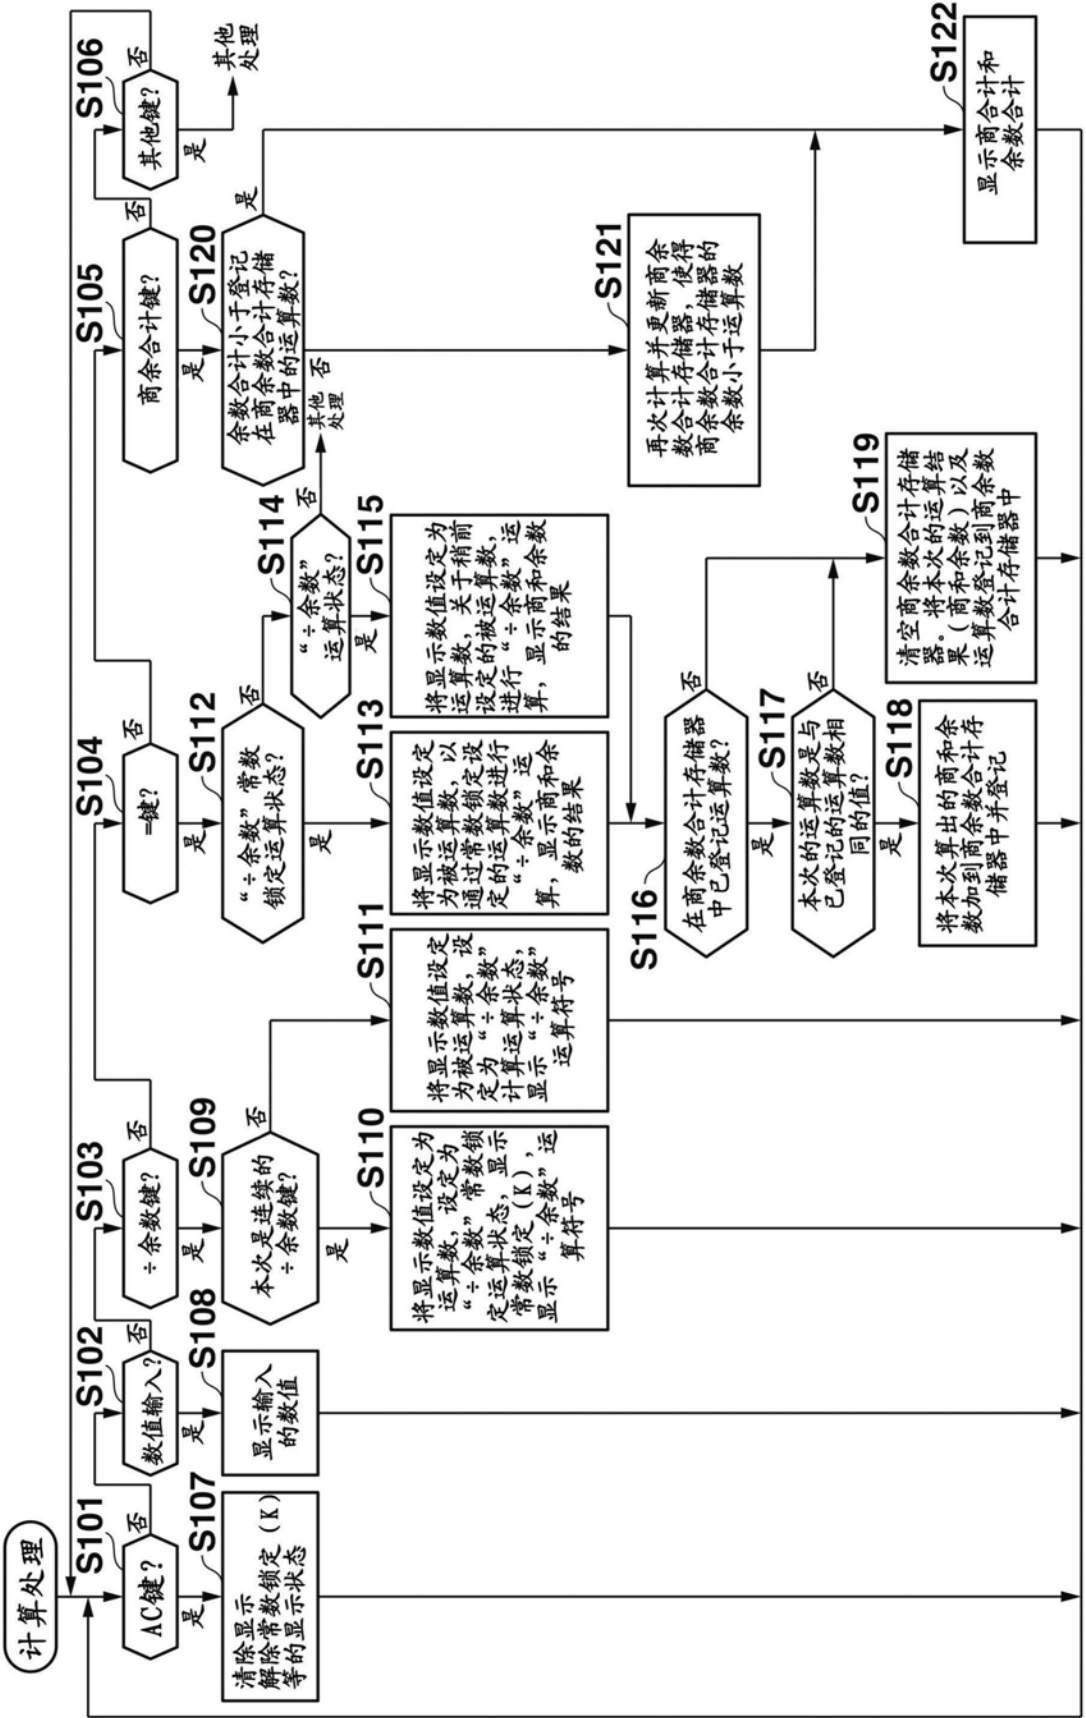 计算处理
S101
AC键?
是
否
S102
数值输入?
是
否
S103
÷余数键?
是
否
S104
=键?
是
否
S105
商余合计键?
是
否
S106
其他键?
是
否
其他
处理
S107
清除显示
解除常数锁定(K)
等的显示状态
S108
显示输入
的数值
S109
本次是连续的
÷余数键?
是
否
S110
将显示数值设定为
运算数,设定为
“÷余数”常数锁
定运算状态,显示
常数锁定(K),
显示“÷余数”运
算符号
S111
将显示数值设定
为被运算数,设
定为“÷余数”
计算运算状态,
显示“÷余数”
运算符号
S112
“÷余数”常数
锁定运算状态?
是
否
S113
将显示数值设定
为被运算数,以
通过常数锁定设
定的运算数进行
“÷余数”运
算,显示商和余
数的结果
S114
“÷余数”
运算状态?
是
否
其他
处理
S115
将显示数值设定为
运算数,关于稍前
设定的被运算数,
进行“÷余数”运
算,显示商和余数
的结果
S116
在商余数合计存储器
中已登记运算数?
是
否
S117
本次的运算数是与
已登记的运算数相
同的值?
是
否
S118
将本次算出的商和余
数加到商余数合计存
储器中并登记
S119
清空商余数合计存储
器。将本次的运算结
果(商和余数)以及
运算数登记到商余数
合计存储器中
S120
余数合计小于登记
在商余数合计存储
器中的运算数?
是
否
S121
再次计算并更新商余
数合计存储器,使得
商余数合计存储器的
余数小于运算数
S122
显示商合计和
余数合计